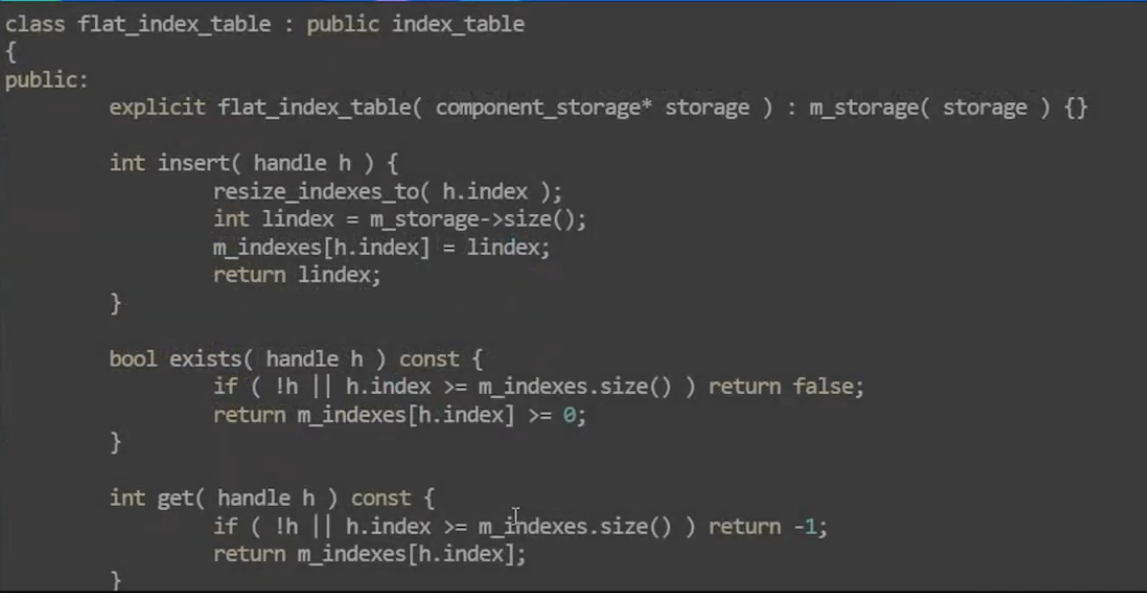 class flat_index_table : public index_table
{
public:
        explicit flat_index_table( component_storage* storage ) : m_storage( storage ) {}

        int insert( handle h ) {
                resize_indexes_to( h.index );
                int lindex = m_storage->size();
                m_indexes[h.index] = lindex;
                return lindex;
        }

        bool exists( handle h ) const {
                if ( !h || h.index >= m_indexes.size() ) return false;
                return m_indexes[h.index] >= 0;
        }

        int get( handle h ) const {
                if ( !h || h.index >= m_indexes.size() ) return -1;
                return m_indexes[h.index];
        }